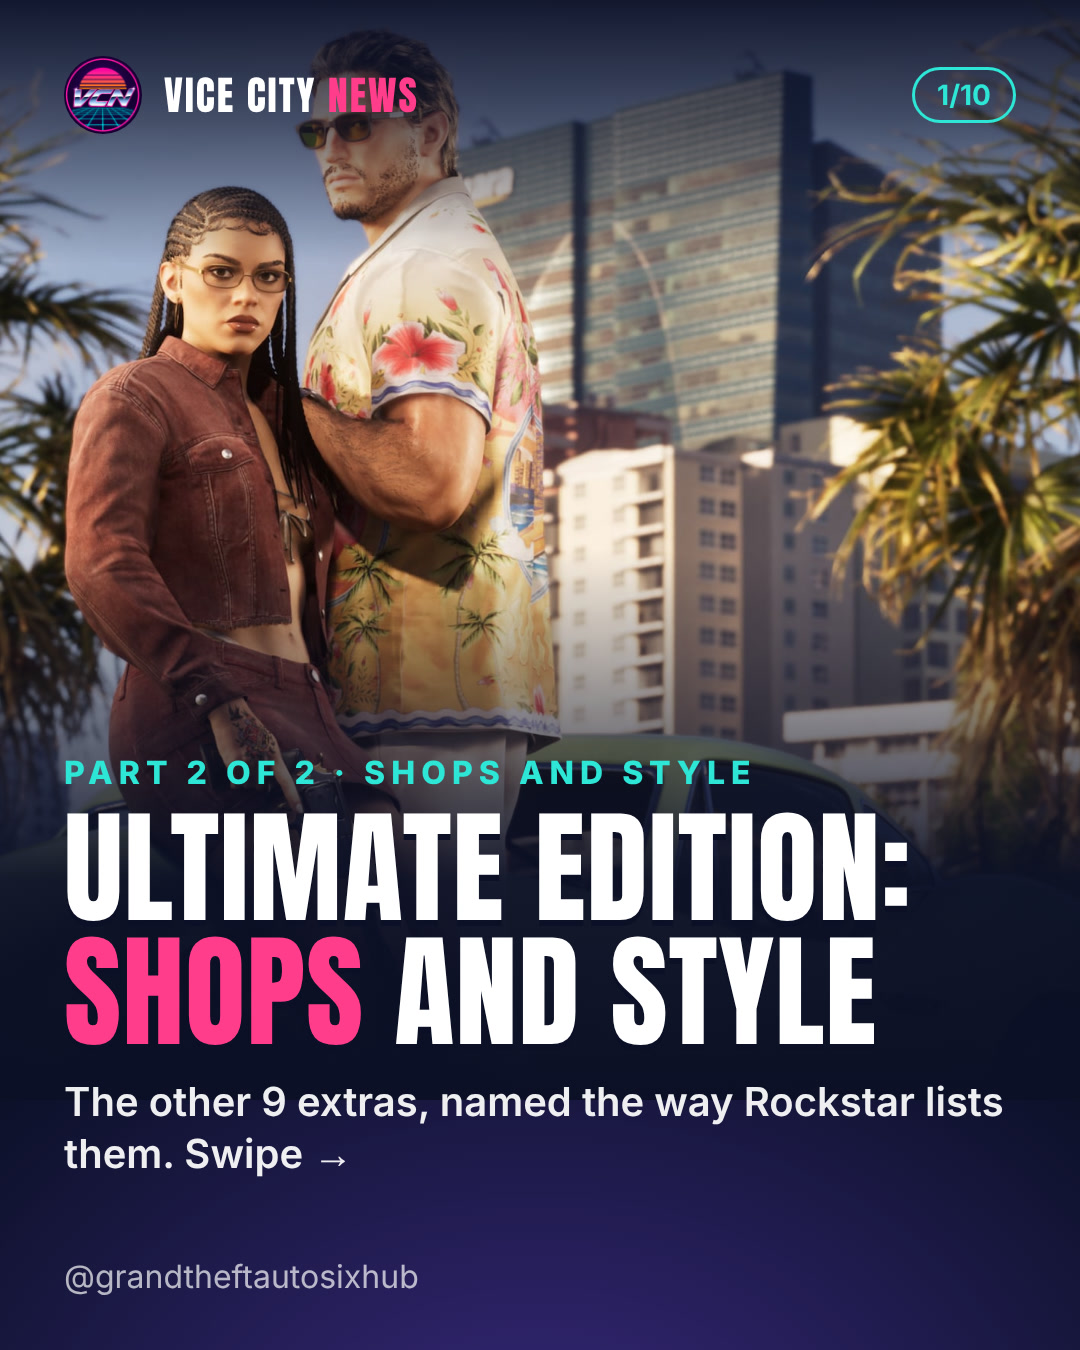 VCN
VICE CITY NEWS
1/10
PART 2 OF 2 · SHOPS AND STYLE
ULTIMATE EDITION:
SHOPS AND STYLE
The other 9 extras, named the way Rockstar lists
them. Swipe →
@grandtheftautosixhub